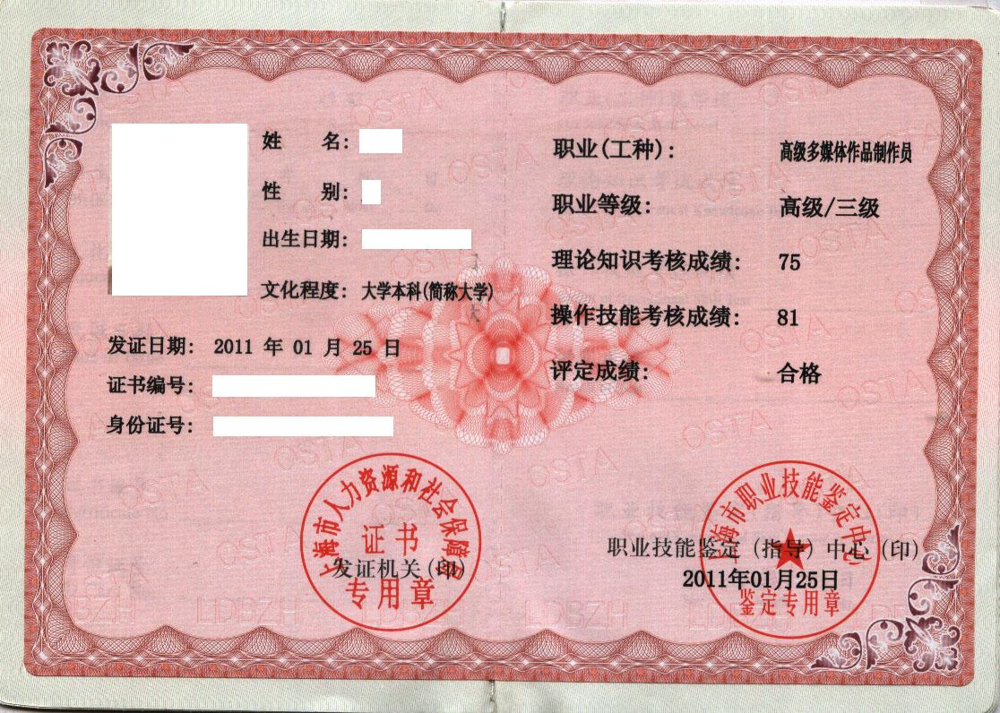 姓 名:
性 别:
出生日期:
文化程度: 大学本科(简称大学)
发证日期: 2011 年 01 月 25 日
证书编号:
身份证号:
上海市人力资源和社会保障局
证书
发证机关(印)
专用章
职业(工种): 高级多媒体作品制作员
职业等级: 高级/三级
理论知识考核成绩: 75
操作技能考核成绩: 81
评定成绩: 合格
上海市职业技能鉴定中心
职业技能鉴定(指导)中心(印)
2011年01月25日
鉴定专用章
OSTA
LDBZH